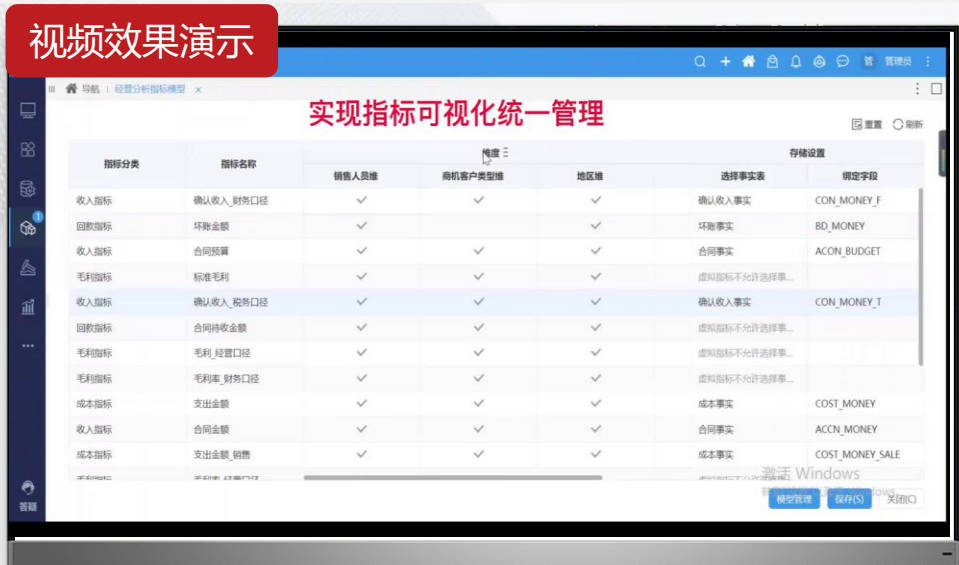 视频效果演示
管 管理员
导航 经营分析指标模型 ×
实现指标可视化统一管理
重置 刷新
指标分类 指标名称 维度 存储设置
销售人员维 商机客户类型维 地区维 选择事实表 绑定字段
收入指标 确认收入_财务口径 确认收入事实 CON_MONEY_F
回款指标 坏账金额 坏账事实 BD_MONEY
收入指标 合同预算 合同事实 ACON_BUDGET
毛利指标 标准毛利 虚拟指标不允许选择事...
收入指标 确认收入_税务口径 确认收入事实 CON_MONEY_T
回款指标 合同待收金额 虚拟指标不允许选择事...
毛利指标 毛利_经营口径 虚拟指标不允许选择事...
毛利指标 毛利率_财务口径 虚拟指标不允许选择事...
成本指标 支出金额 成本事实 COST_MONEY
收入指标 合同金额 合同事实 ACCN_MONEY
成本指标 支出金额_销售 成本事实 COST_MONEY_SALE
激活 Windows
模型管理 保存(S) 关闭(C)
1
答疑